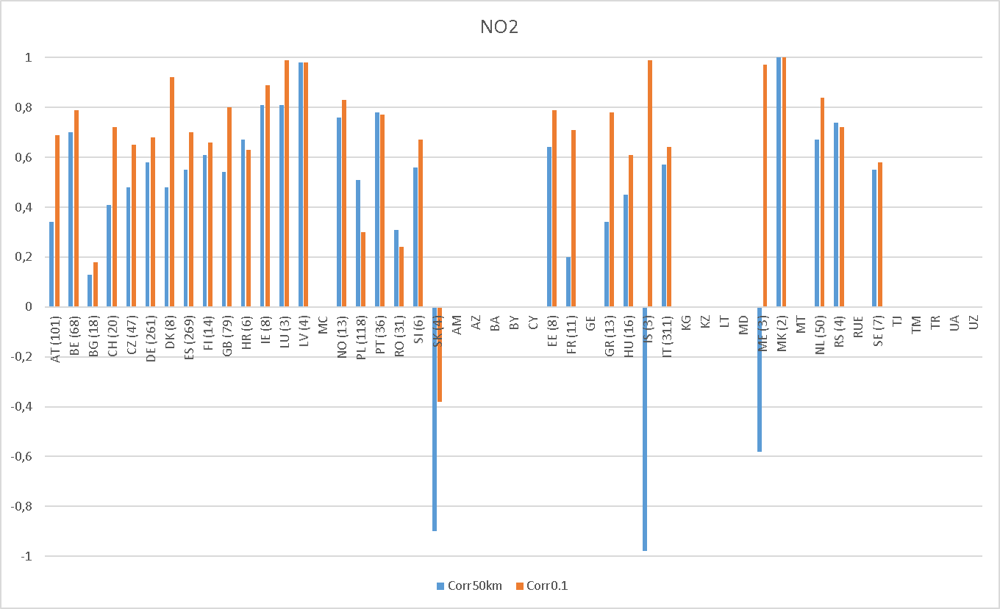 NO2
1
0,8
0,6
0,4
0,2
0
-0,2
-0,4
-0,6
-0,8
-1
AT (101)
BE (68)
BG (18)
CH (20)
CZ (47)
DE (261)
DK (8)
ES (269)
FI (14)
GB (79)
HR (6)
IE (8)
LU (3)
LV (4)
MC
NO (13)
PL (118)
PT (36)
RO (31)
SI (6)
SK (4)
AM
AZ
BA
BY
CY
EE (8)
FR (11)
GE
GR (13)
HU (16)
IS (3)
IT (311)
KG
KZ
LT
MD
ME (3)
MK (2)
MT
NL (50)
RS (4)
RUE
SE (7)
TJ
TM
TR
UA
UZ
Corr50km Corr0.1